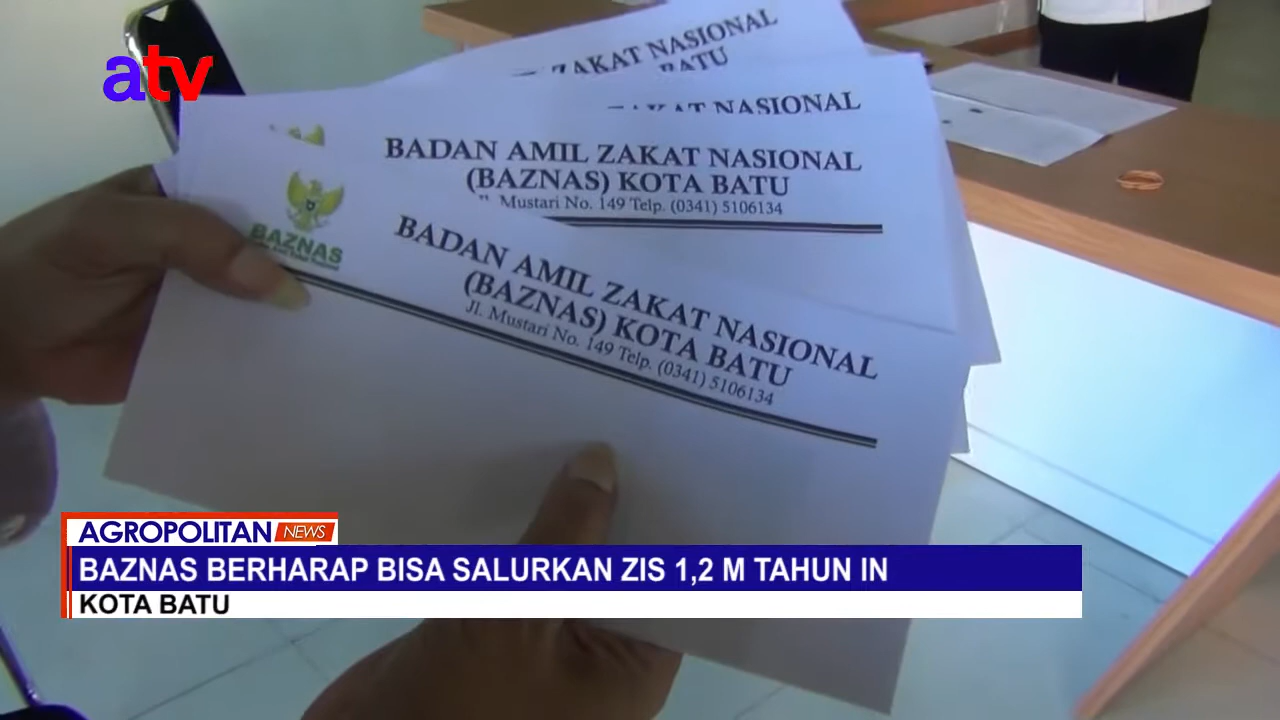 atv
ZAKAT NASIONAL
BATU
ZAKAT NASIONAL
BADAN AMIL ZAKAT NASIONAL
(BAZNAS) KOTA BATU
Mustari No. 149 Telp. (0341) 5106134
BAZNAS
BADAN AMIL ZAKAT NASIONAL
(BAZNAS) KOTA BATU
Jl. Mustari No. 149 Telp. (0341) 5106134
AGROPOLITAN NEWS
BAZNAS BERHARAP BISA SALURKAN ZIS 1,2 M TAHUN IN
KOTA BATU